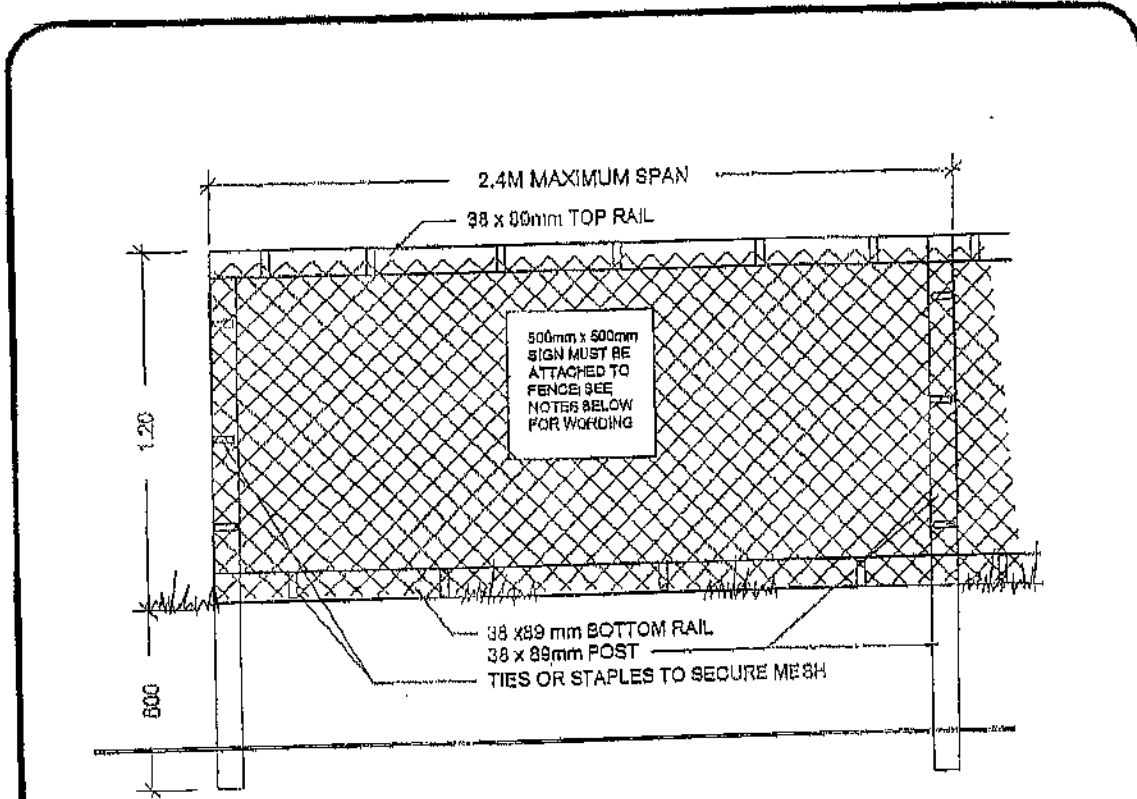 2.4M MAXIMUM SPAN
38 x 89mm TOP RAIL
500mm x 500mm
SIGN MUST BE
ATTACHED TO
FENCE; SEE
NOTES BELOW
FOR WORDING
1.20
38 x89 mm BOTTOM RAIL
38 x 89mm POST
TIES OR STAPLES TO SECURE MESH
600